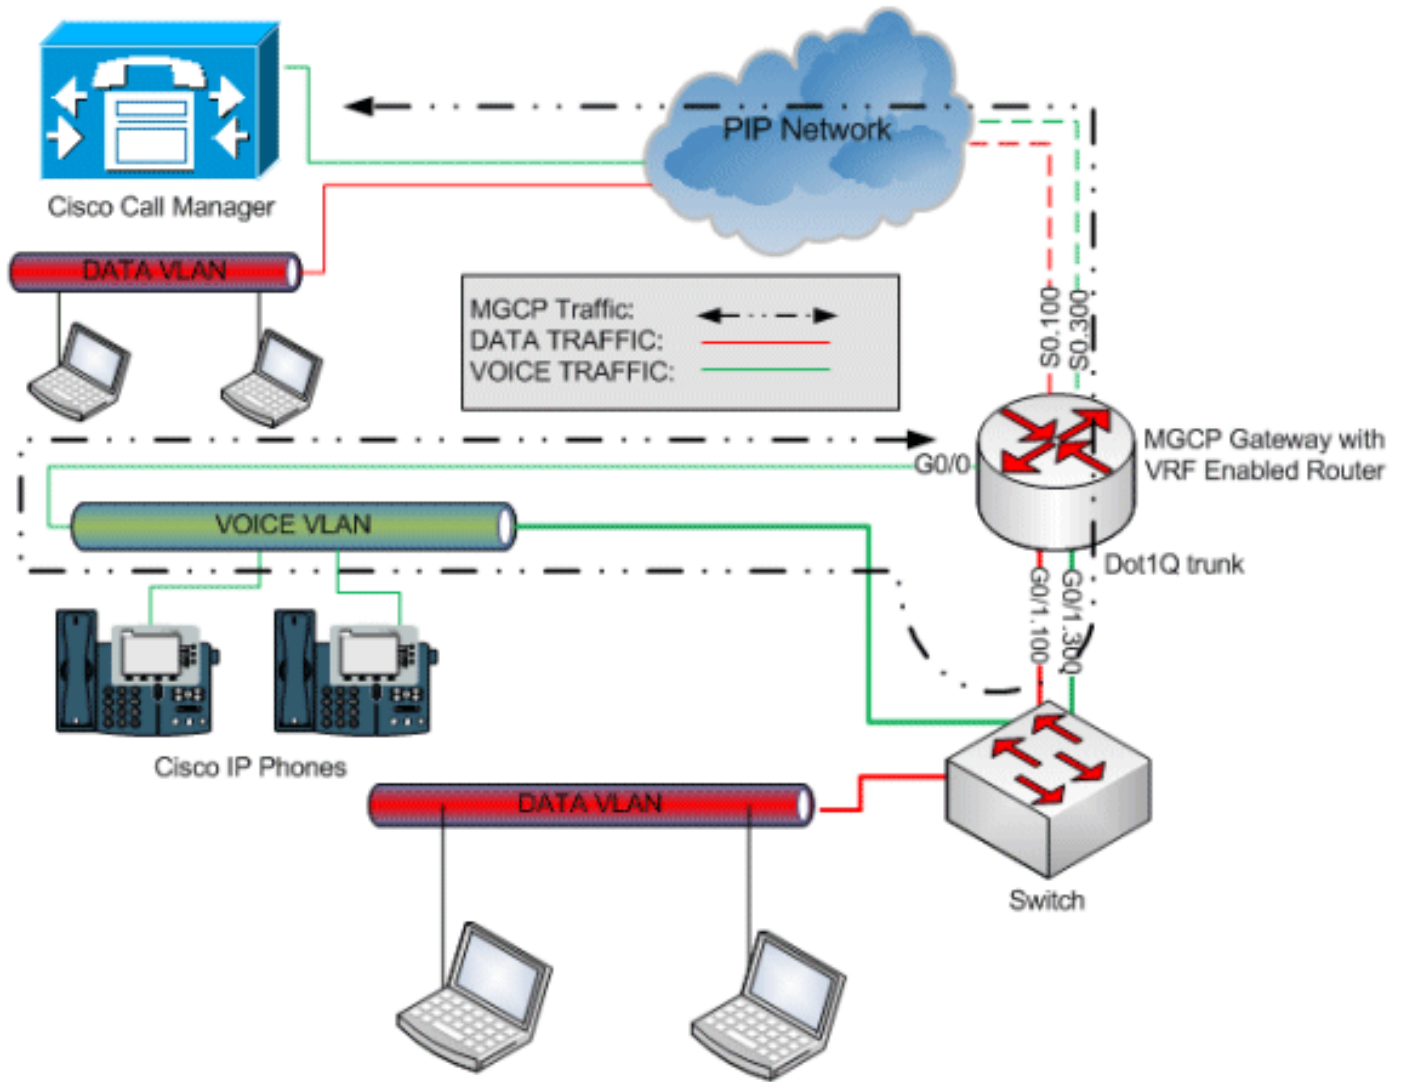 PIP Network
Cisco Call Manager
DATA VLAN
MGCP Traffic:
DATA TRAFFIC:
VOICE TRAFFIC:
S0.100
S0.300
MGCP Gateway with
VRF Enabled Router
G0/0
VOICE VLAN
Dot1Q trunk
G0/1.100
G0/1.300
Cisco IP Phones
DATA VLAN
Switch